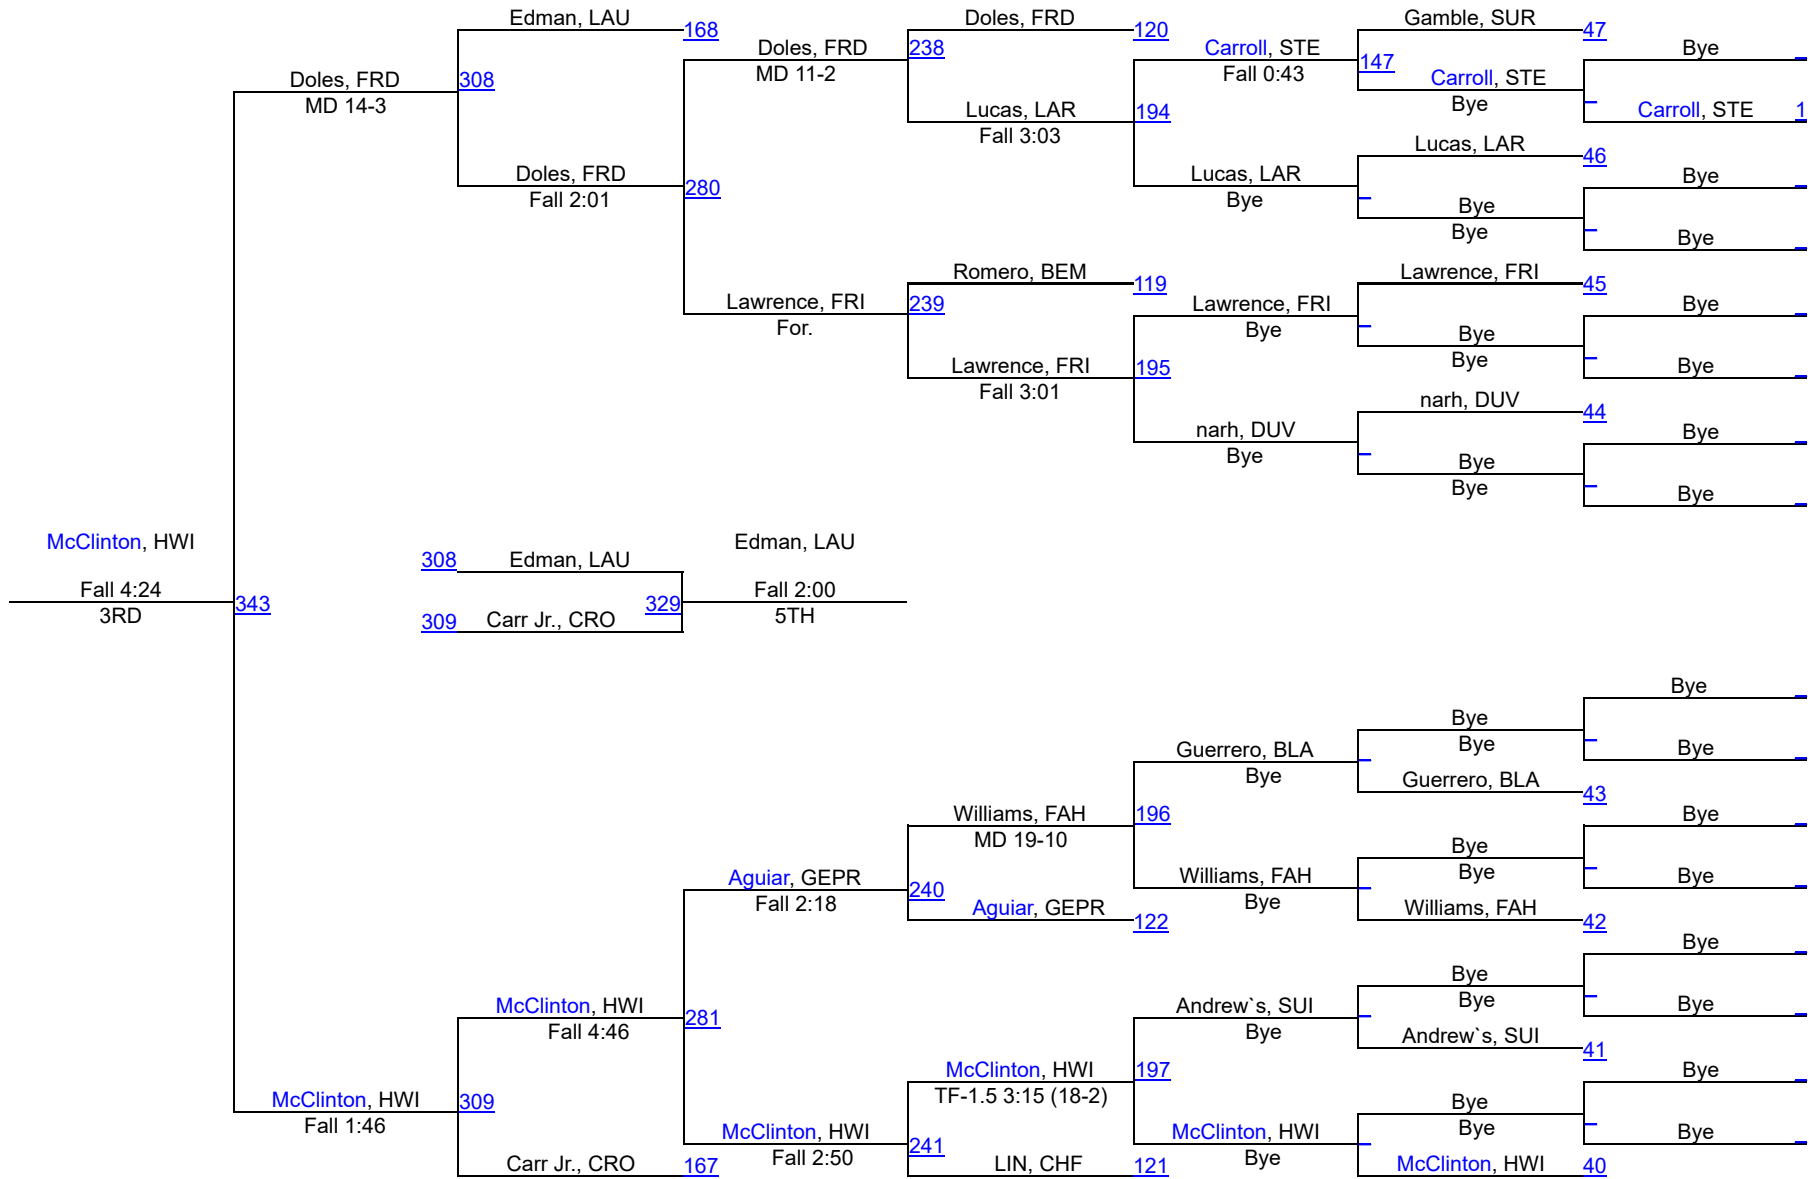 Edman, LAU
168
Doles, FRD
MD 14-3
308
Doles, FRD
Fall 2:01
280
Doles, FRD
MD 11-2
238
Doles, FRD
120
Lucas, LAR
Fall 3:03
194
Carroll, STE
Fall 0:43
147
Gamble, SUR
47
Carroll, STE
Bye
Bye
Carroll, STE
1
Lucas, LAR
Bye
Lucas, LAR
46
Bye
Bye
Bye
Bye
Lawrence, FRI
For.
239
Romero, BEM
119
Lawrence, FRI
Fall 3:01
195
Lawrence, FRI
Bye
Lawrence, FRI
45
Bye
Bye
Bye
Bye
narh, DUV
Bye
narh, DUV
44
Bye
Bye
Bye
Bye
McClinton, HWI
Fall 4:24
3RD
343
308
Edman, LAU
309
Carr Jr., CRO
329
Edman, LAU
Fall 2:00
5TH
Guerrero, BLA
Bye
Bye
Bye
Bye
Bye
Guerrero, BLA
43
Williams, FAH
MD 19-10
196
Williams, FAH
Bye
Bye
Bye
Bye
Bye
Williams, FAH
42
Aguiar, GEPR
Fall 2:18
240
Aguiar, GEPR
122
McClinton, HWI
Fall 4:46
281
Andrew`s, SUI
Bye
Bye
Bye
Bye
Bye
Andrew`s, SUI
41
McClinton, HWI
TF-1.5 3:15 (18-2)
197
McClinton, HWI
Fall 1:46
309
McClinton, HWI
Fall 2:50
241
McClinton, HWI
Bye
Bye
Bye
Bye
Bye
McClinton, HWI
40
Carr Jr., CRO
167
LIN, CHF
121